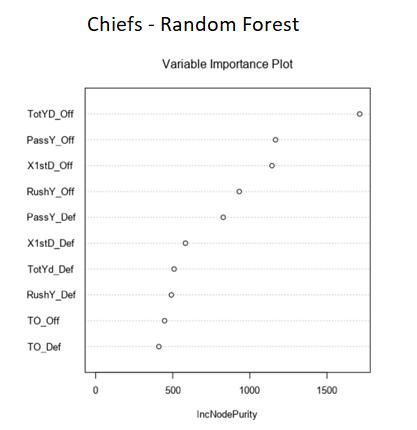 Chiefs - Random Forest
Variable Importance Plot
TotYD_Off
PassY_Off
X1stD_Off
RushY_Off
PassY_Def
X1stD_Def
TotYd_Def
RushY_Def
TO_Off
TO_Def
0 500 1000 1500
IncNodePurity